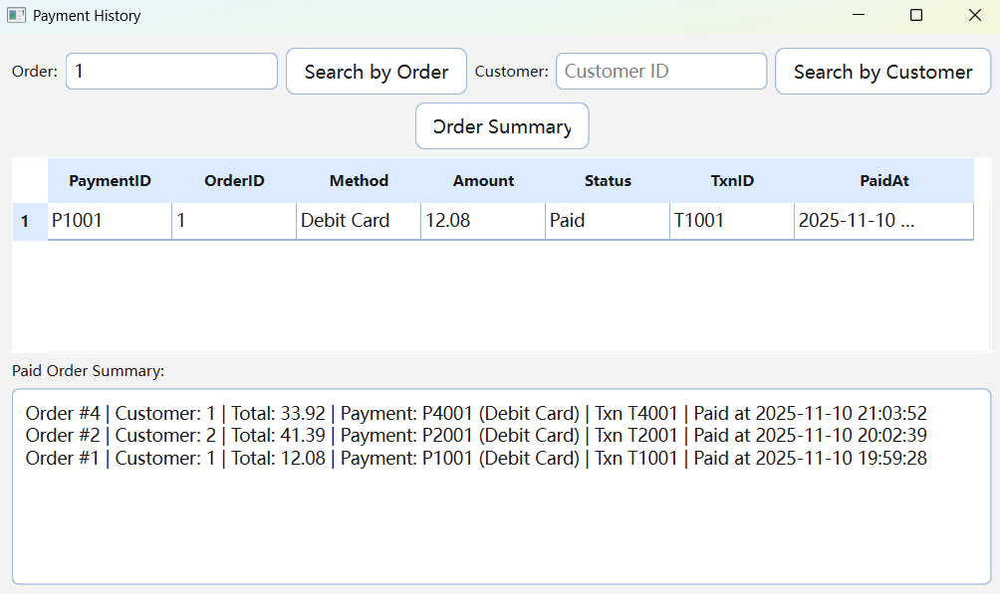 Payment History
Order: 1 Search by Order Customer: Customer ID Search by Customer
Order Summary
PaymentID OrderID Method Amount Status TxnID PaidAt
1 P1001 1 Debit Card 12.08 Paid T1001 2025-11-10 ...
Paid Order Summary:
Order #4 | Customer: 1 | Total: 33.92 | Payment: P4001 (Debit Card) | Txn T4001 | Paid at 2025-11-10 21:03:52
Order #2 | Customer: 2 | Total: 41.39 | Payment: P2001 (Debit Card) | Txn T2001 | Paid at 2025-11-10 20:02:39
Order #1 | Customer: 1 | Total: 12.08 | Payment: P1001 (Debit Card) | Txn T1001 | Paid at 2025-11-10 19:59:28